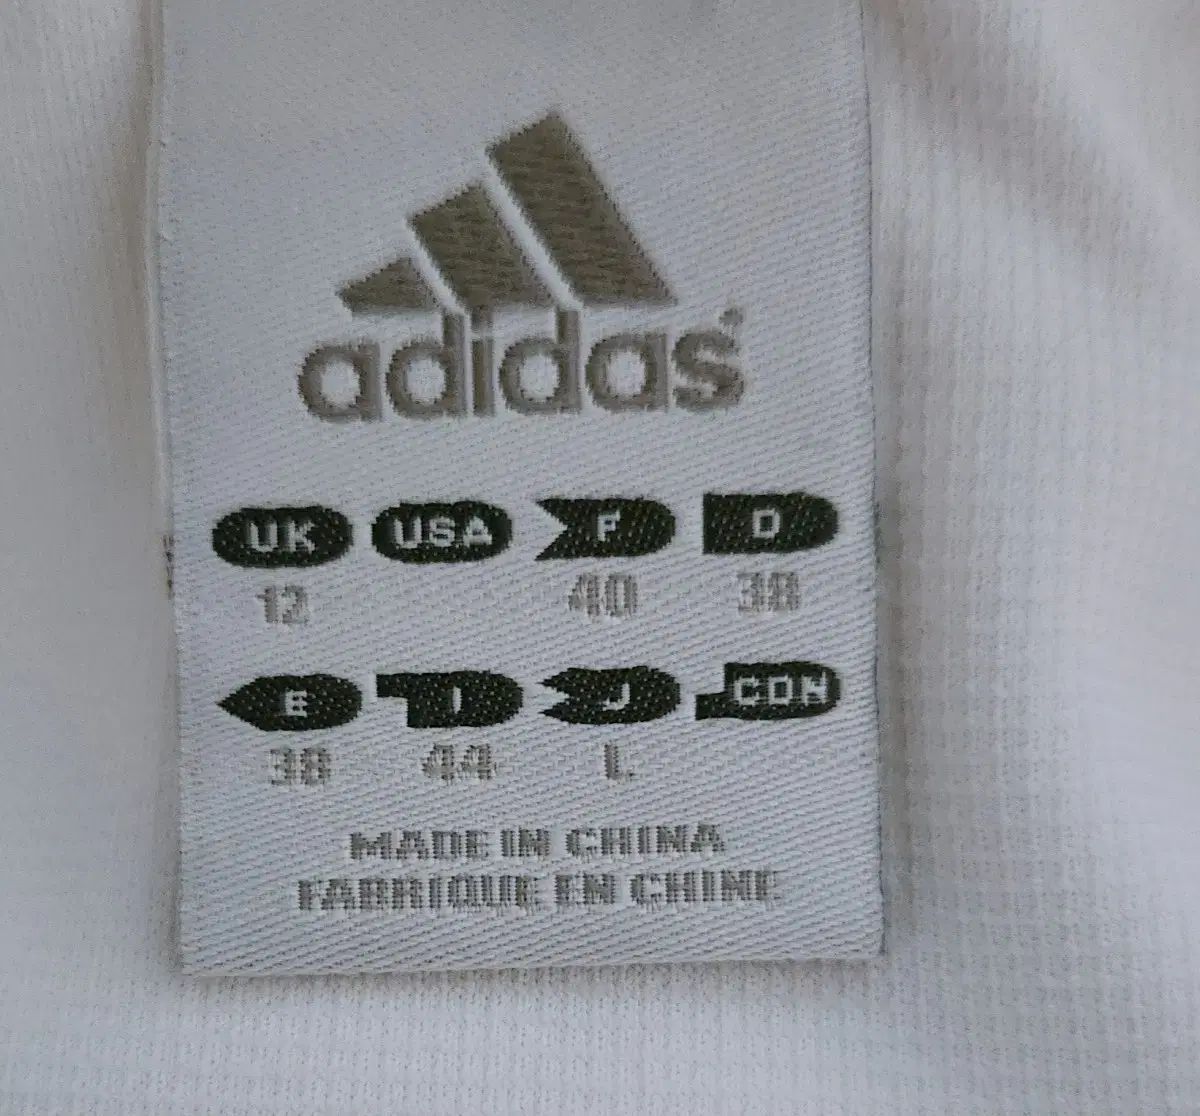 adidas®
UK USA F D
12 40 38
E I J CDN
38 44 L
MADE IN CHINA
FABRIQUE EN CHINE